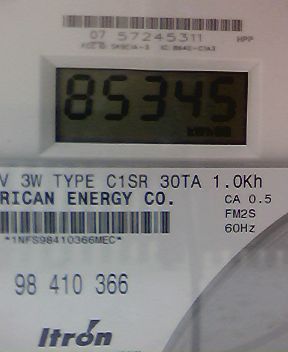 07 57245311 HPP
85345
V 3W TYPE C1SR 30TA 1.0Kh
RICAN ENERGY CO. CA 0.5
FM2S
*1NFS98410366MEC* 60Hz
98 410 366
Itron